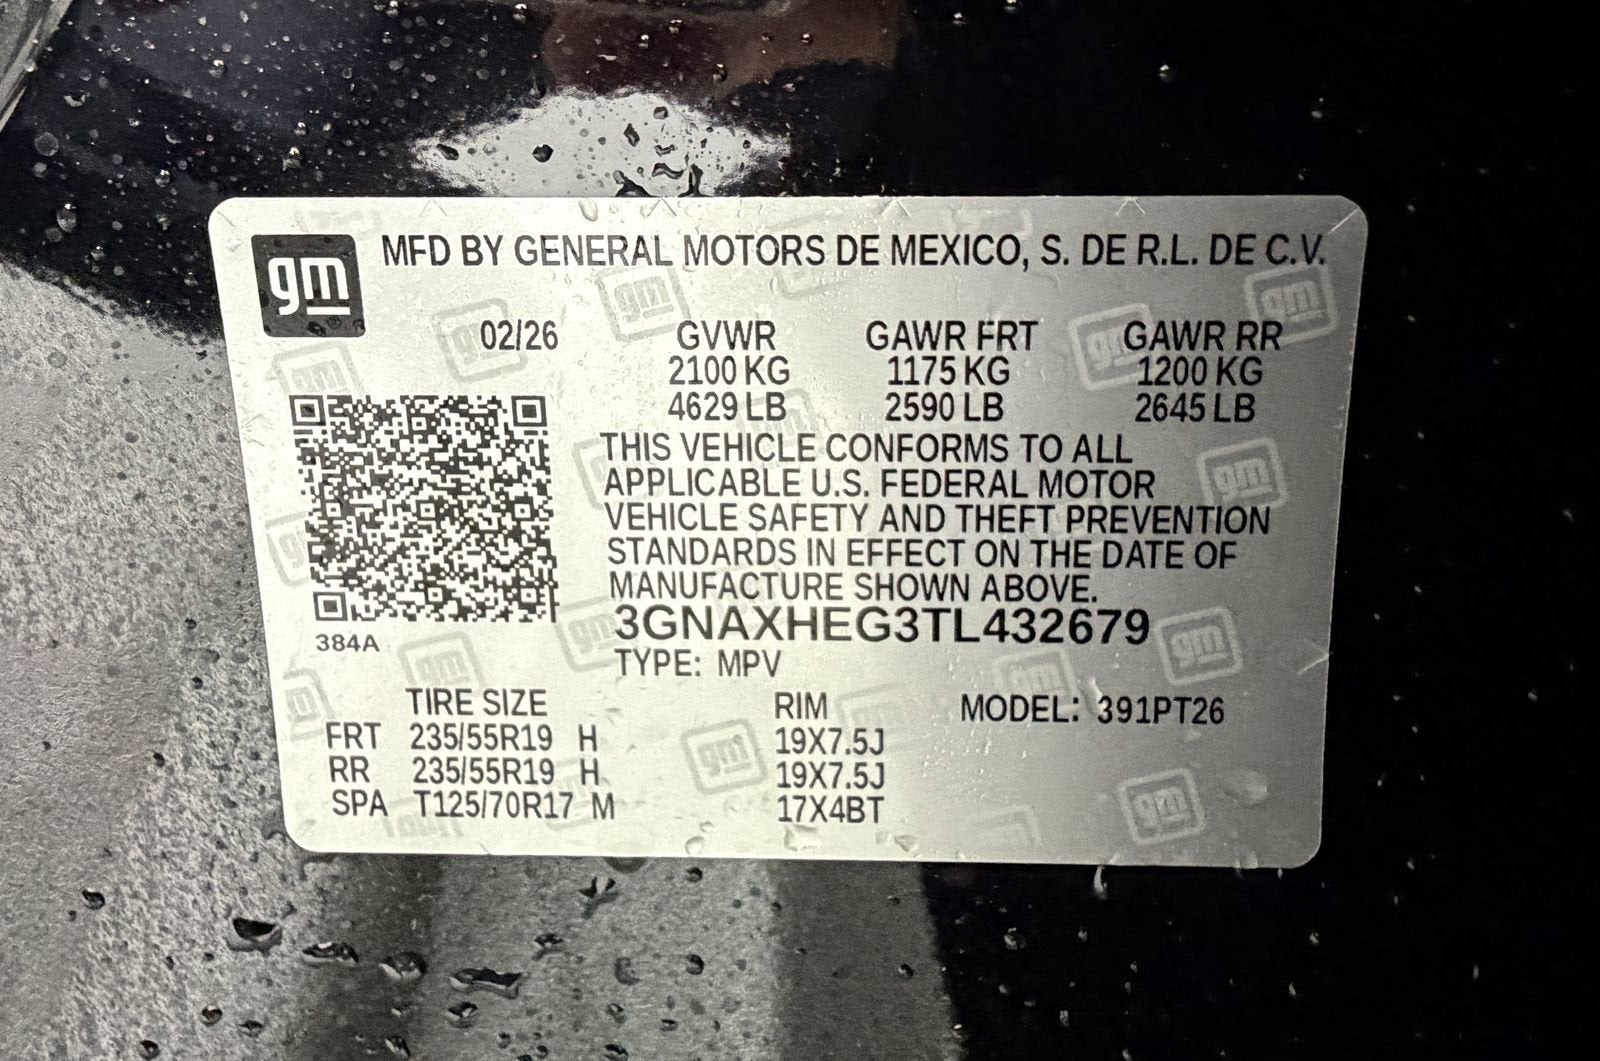 gm MFD BY GENERAL MOTORS DE MEXICO, S. DE R.L. DE C.V.
02/26 GVWR GAWR FRT GAWR RR
2100 KG 1175 KG 1200 KG
4629 LB 2590 LB 2645 LB
THIS VEHICLE CONFORMS TO ALL
APPLICABLE U.S. FEDERAL MOTOR
VEHICLE SAFETY AND THEFT PREVENTION
STANDARDS IN EFFECT ON THE DATE OF
MANUFACTURE SHOWN ABOVE.
3GNAXHEG3TL432679
384A
TYPE: MPV
TIRE SIZE RIM MODEL: 391PT26
FRT 235/55R19 H 19X7.5J
RR 235/55R19 H 19X7.5J
SPA T125/70R17 M 17X4BT